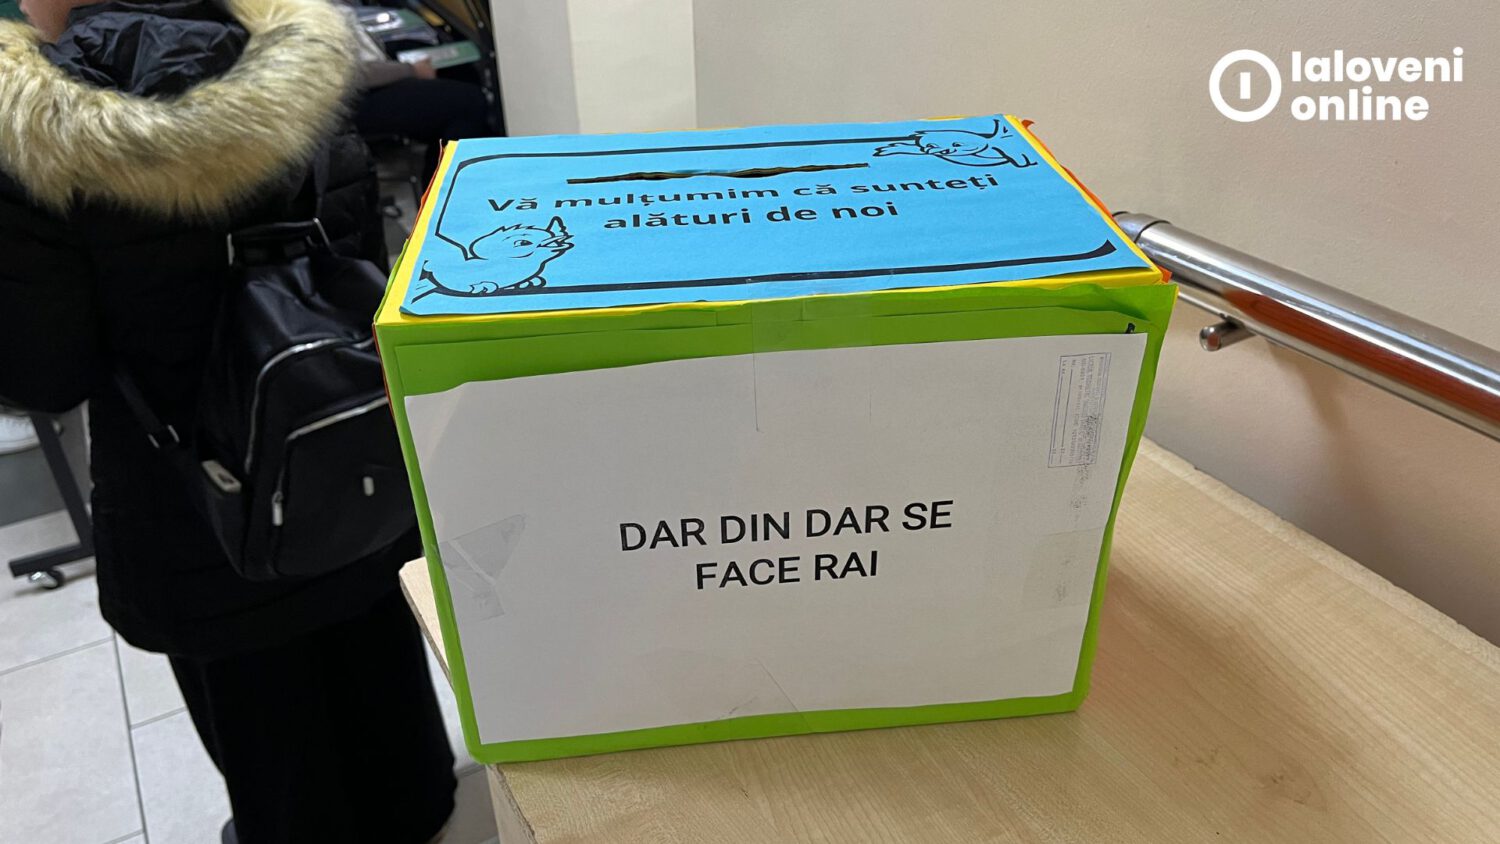 Ialoveni
online
Vă mulțumim că sunteți
alături de noi
DAR DIN DAR SE
FACE RAI